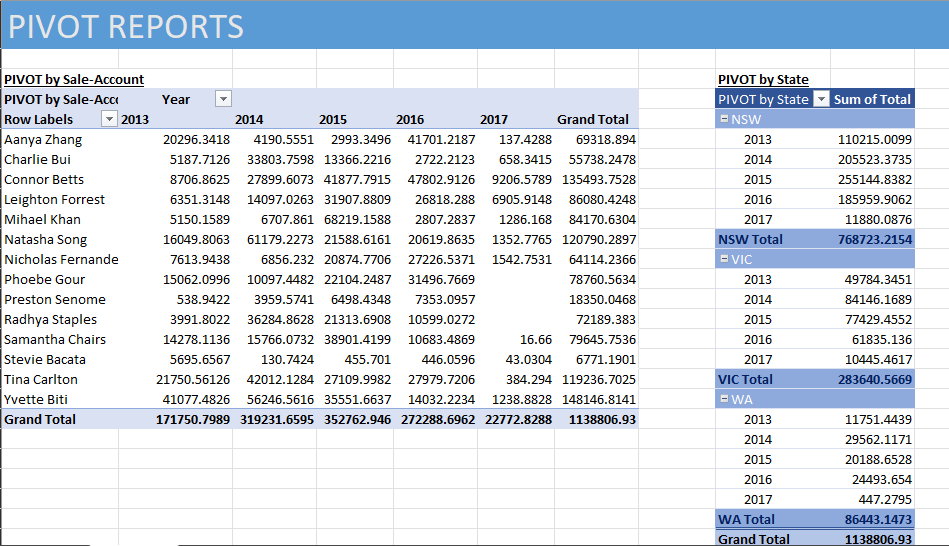 PIVOT REPORTS
PIVOT by Sale-Account
PIVOT by Sale-Acco Year
Row Labels 2013 2014 2015 2016 2017 Grand Total
Aanya Zhang 20296.3418 4190.5551 2993.3496 41701.2187 137.4288 69318.894
Charlie Bui 5187.7126 33803.7598 13366.2216 2722.2123 658.3415 55738.2478
Connor Betts 8706.8625 27899.6073 41877.7915 47802.9126 9206.5789 135493.7528
Leighton Forrest 6351.3148 14097.0263 31907.8809 26818.288 6905.9148 86080.4248
Mihael Khan 5150.1589 6707.861 68219.1588 2807.2837 1286.168 84170.6304
Natasha Song 16049.8063 61179.2273 21588.6161 20619.8635 1352.7765 120790.2897
Nicholas Fernande 7613.9438 6856.232 20874.7706 27226.5371 1542.7531 64114.2366
Phoebe Gour 15062.0996 10097.4482 22104.2487 31496.7669 78760.5634
Preston Senome 538.9422 3959.5741 6498.4348 7353.0957 18350.0468
Radhya Staples 3991.8022 36284.8628 21313.6908 10599.0272 72189.383
Samantha Chairs 14278.1136 15766.0732 38901.4199 10683.4869 16.66 79645.7536
Stevie Bacata 5695.6567 130.7424 455.701 446.0596 43.0304 6771.1901
Tina Carlton 21750.56126 42012.1284 27109.9982 27979.7206 384.294 119236.7025
Yvette Biti 41077.4826 56246.5616 35551.6637 14032.2234 1238.8828 148146.8141
Grand Total 171750.7989 319231.6595 352762.946 272288.6962 22772.8288 1138806.93
PIVOT by State
PIVOT by State Sum of Total
NSW
2013 110215.0099
2014 205523.3735
2015 255144.8382
2016 185959.9062
2017 11880.0876
NSW Total 768723.2154
VIC
2013 49784.3451
2014 84146.1689
2015 77429.4552
2016 61835.136
2017 10445.4617
VIC Total 283640.5669
WA
2013 11751.4439
2014 29562.1171
2015 20188.6528
2016 24493.654
2017 447.2795
WA Total 86443.1473
Grand Total 1138806.93